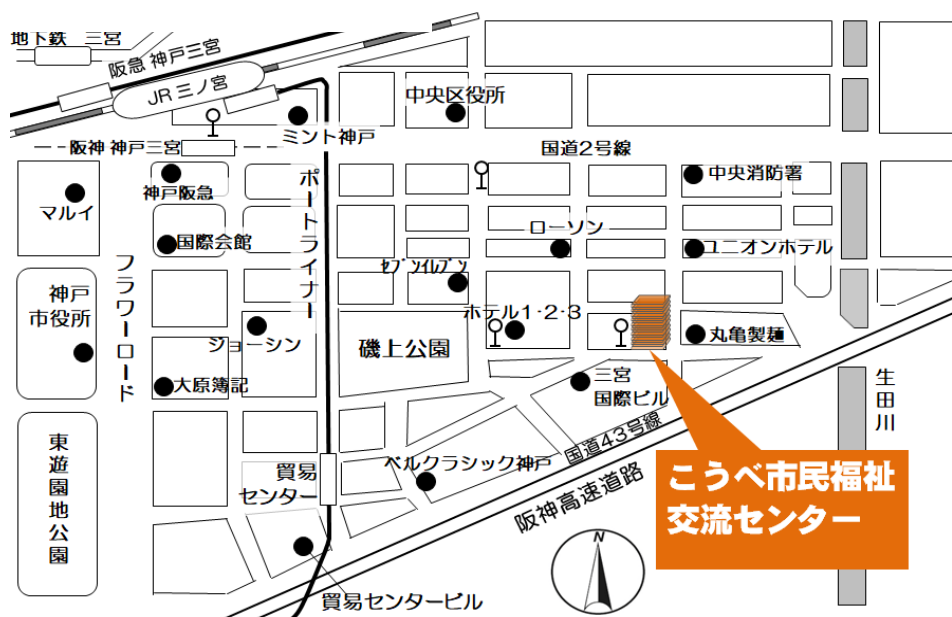 地下鉄 三宮
阪急 神戸三宮
JR 三ノ宮
中央区役所
ミント神戸
阪神 神戸三宮
国道2号線
マルイ
神戸阪急
ポートライナー
中央消防署
国際会館
ローソン
ユニオンホテル
フラワーロード
セブンイレブン
神戸
市役所
ホテル1・2・3
ジョーシン
磯上公園
丸亀製麺
大原簿記
三宮
国際ビル
生田川
国道43号線
東遊園地公園
貿易
センター
ベルクラシック神戸
阪神高速道路
こうべ市民福祉
交流センター
N
貿易センタービル